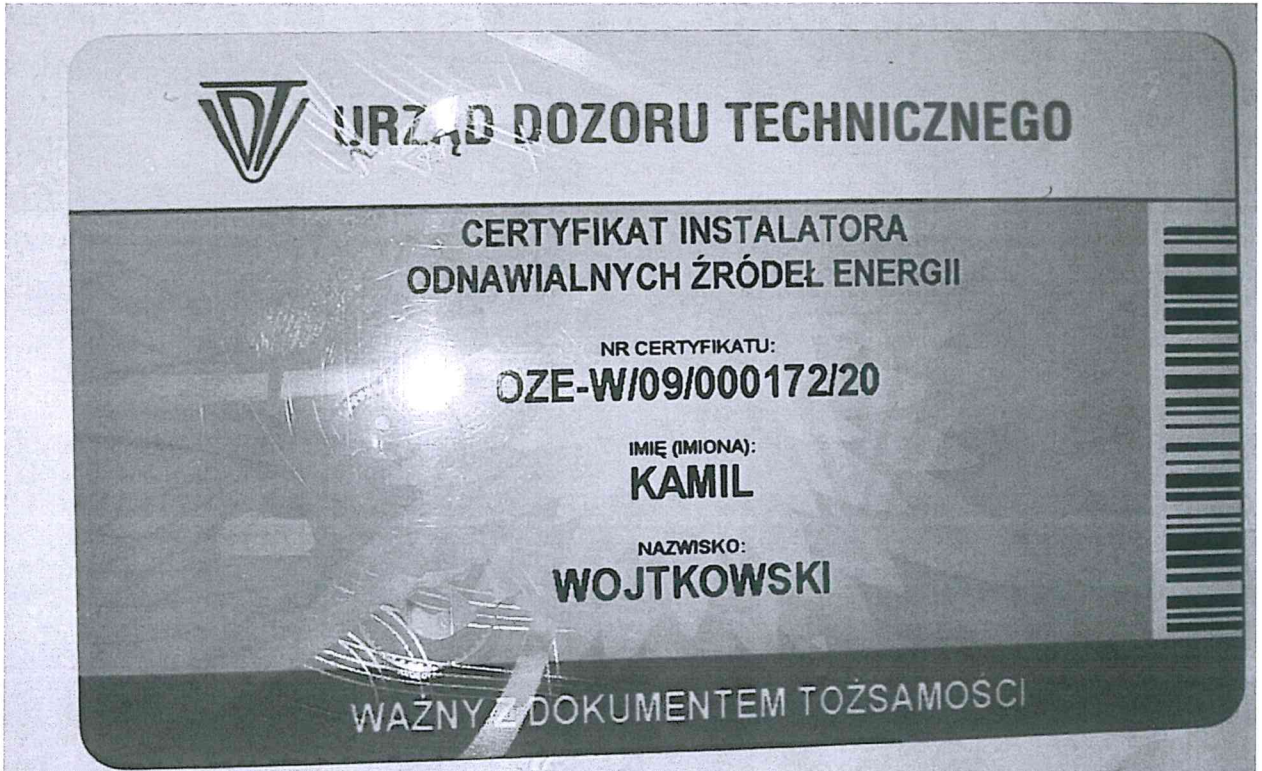 UDT URZĄD DOZORU TECHNICZNEGO
CERTYFIKAT INSTALATORA
ODNAWIALNYCH ŹRÓDEŁ ENERGII
NR CERTYFIKATU:
OZE-W/09/000172/20
IMIĘ (IMIONA):
KAMIL
NAZWISKO:
WOJTKOWSKI
WAŻNY Z DOKUMENTEM TOŻSAMOŚCI